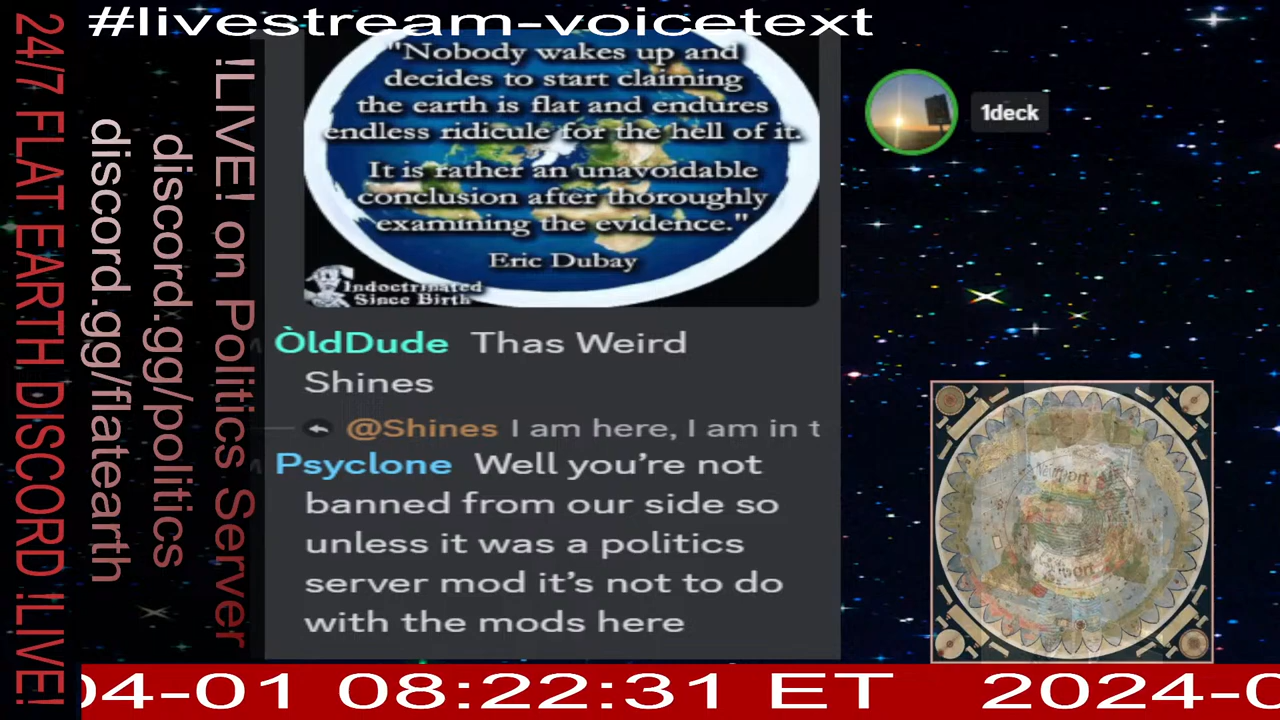 #livestream-voicetext
24/7 FLAT EARTH DISCORD !LIVE!
discord.gg/flatearth
discord.gg/politics
!LIVE! on Politics Server
"Nobody wakes up and
decides to start claiming
the earth is flat and endures
endless ridicule for the hell of it.
It is rather an unavoidable
conclusion after thoroughly
examining the evidence."
Eric Dubay
Indoctrinated
Since Birth
1deck
ÒldDude Thas Weird
Shines
@Shines I am here, I am in t
Psyclone Well you're not
banned from our side so
unless it was a politics
server mod it's not to do
with the mods here
04-01 08:22:31 ET 2024-0